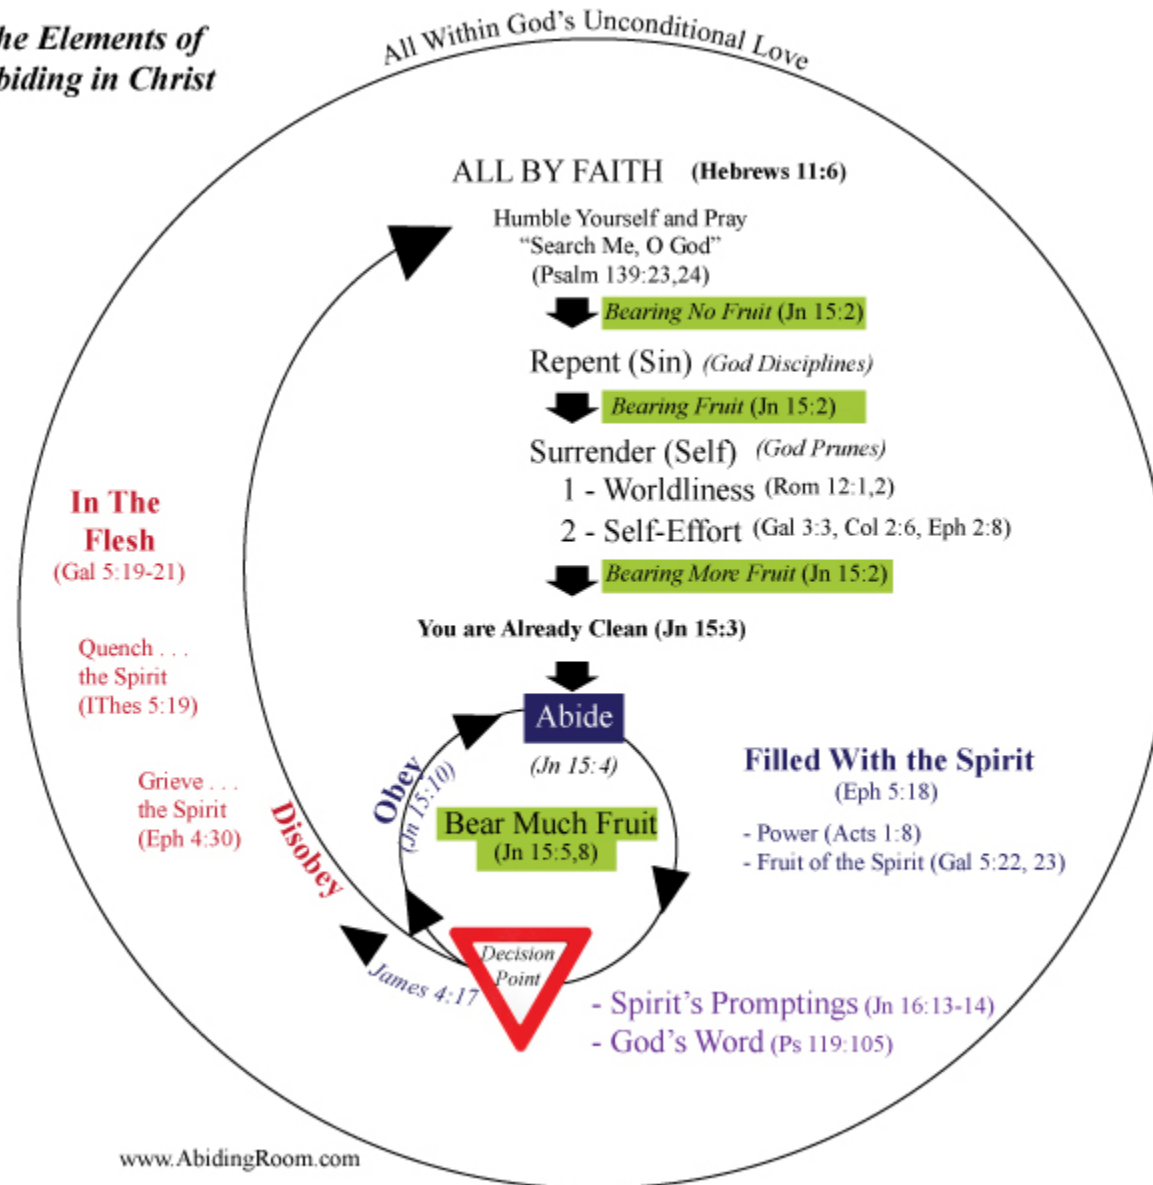 he Elements of
biding in Christ
All Within God's Unconditional Love
ALL BY FAITH (Hebrews 11:6)
Humble Yourself and Pray
“Search Me, O God”
(Psalm 139:23,24)
Bearing No Fruit (Jn 15:2)
Repent (Sin) (God Disciplines)
Bearing Fruit (Jn 15:2)
Surrender (Self) (God Prunes)
1 - Worldliness (Rom 12:1,2)
2 - Self-Effort (Gal 3:3, Col 2:6, Eph 2:8)
Bearing More Fruit (Jn 15:2)
You are Already Clean (Jn 15:3)
Abide
(Jn 15:4)
Obey
(Jn 15:10)
Bear Much Fruit
(Jn 15:5,8)
Decision
Point
In The
Flesh
(Gal 5:19-21)
Quench . . .
the Spirit
(IThes 5:19)
Grieve . . .
the Spirit
(Eph 4:30)
Disobey
James 4:17
Filled With the Spirit
(Eph 5:18)
- Power (Acts 1:8)
- Fruit of the Spirit (Gal 5:22, 23)
- Spirit's Promptings (Jn 16:13-14)
- God's Word (Ps 119:105)
www.AbidingRoom.com